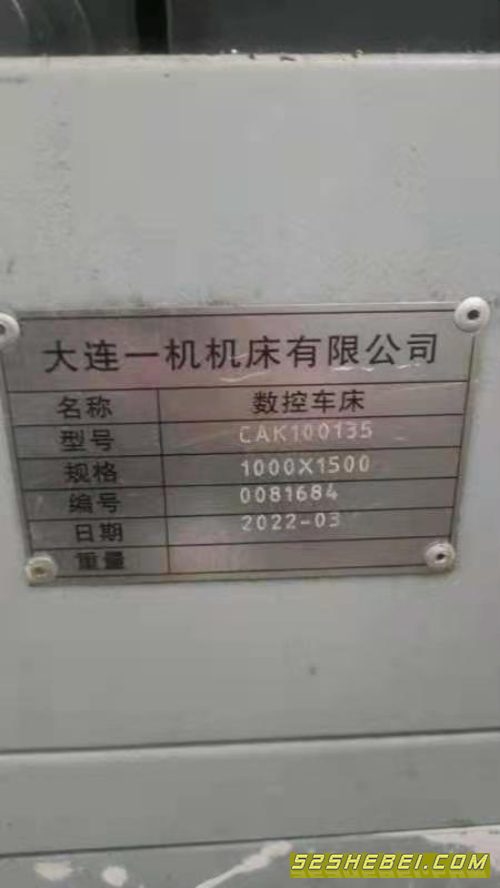 大连一机机床有限公司
名称 数控车床
型号 CAK100135
规格 1000X1500
编号 0081684
日期 2022-03
重量
52SHEBEI.COM